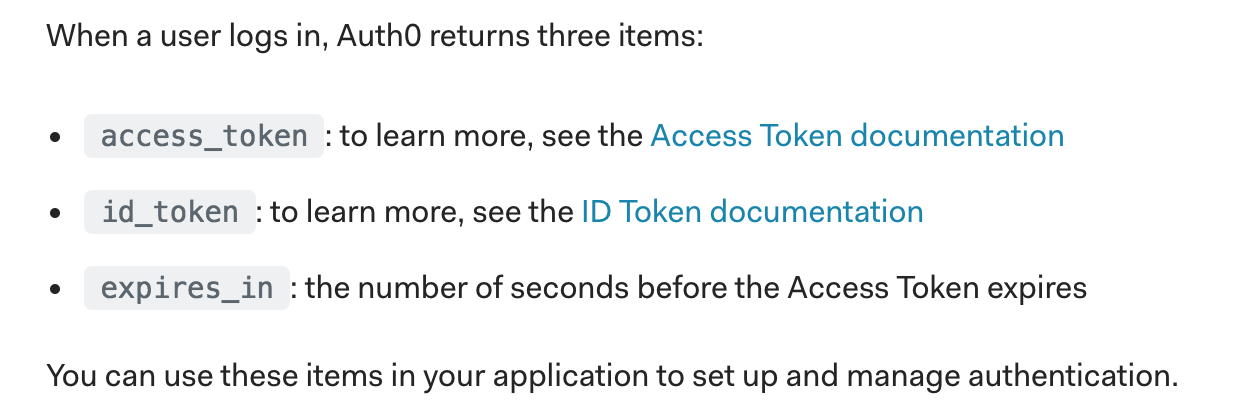 When a user logs in, Auth0 returns three items:
• access_token : to learn more, see the Access Token documentation
• id_token : to learn more, see the ID Token documentation
• expires_in : the number of seconds before the Access Token expires
You can use these items in your application to set up and manage authentication.